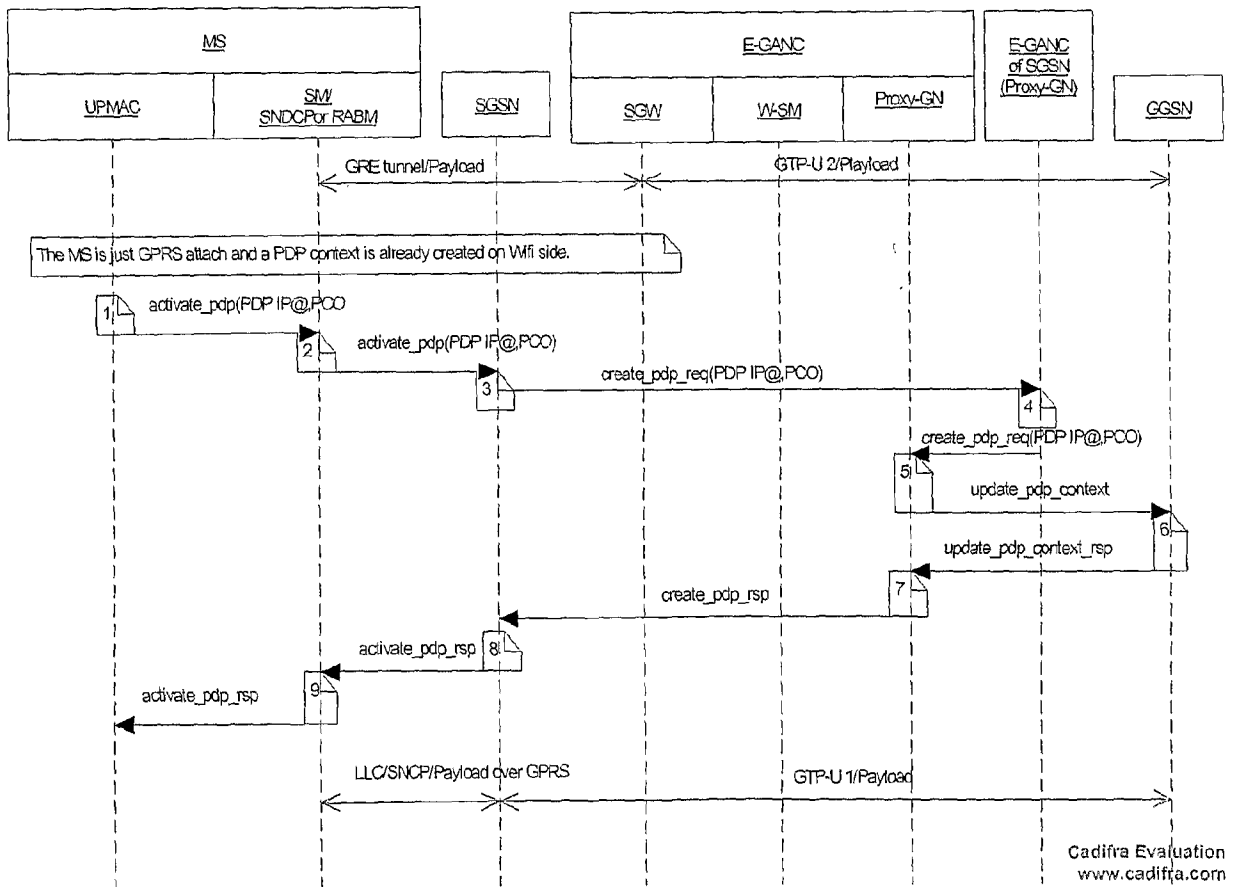 MS
E-GANC
E-GANC
of SGSN
(Proxy-GN)
UPMAC
SM/
SNDCPor RABM
SGSN
SGW
W-SM
Proxy-GN
GGSN
GRE tunnel/Payload
GTP-U 2/Playload
The MS is just GPRS attach and a PDP context is already created on Wifi side.
1
activate_pdp(PDP IP@,PCO
2
activate_pdp(PDP IP@,PCO)
3
create_pdp_req(PDP IP@,PCO)
4
create_pdp_req(PDP IP@,PCO)
5
update_pdp_context
6
update_pdp_context_rsp
7
create_pdp_rsp
8
activate_pdp_rsp
9
activate_pdp_rsp
LLC/SNCP/Payload over GPRS
GTP-U 1/Payload
Cadifra Evaluation
www.cadifra.com